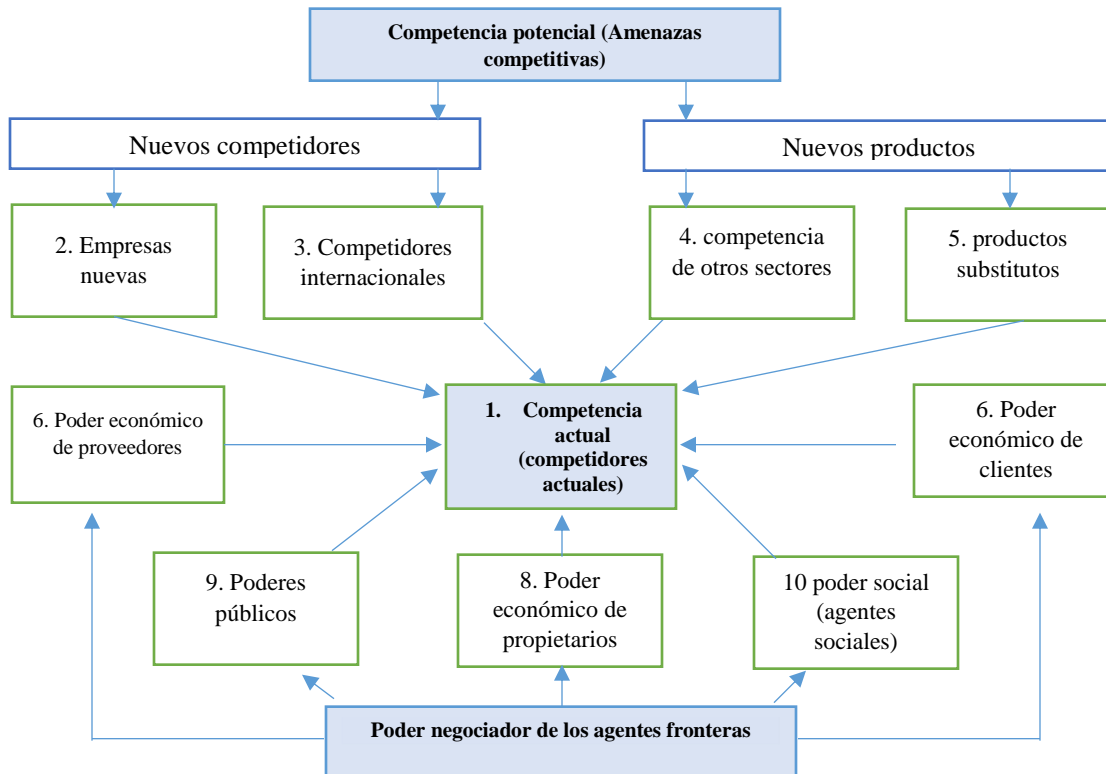 Competencia potencial (Amenazas
competitivas)
Nuevos competidores
Nuevos productos
2. Empresas
nuevas
3. Competidores
internacionales
4. competencia
de otros sectores
5. productos
substitutos
6. Poder económico
de proveedores
1. Competencia
actual
(competidores
actuales)
6. Poder
económico de
clientes
9. Poderes
públicos
8. Poder
económico de
propietarios
10 poder social
(agentes
sociales)
Poder negociador de los agentes fronteras